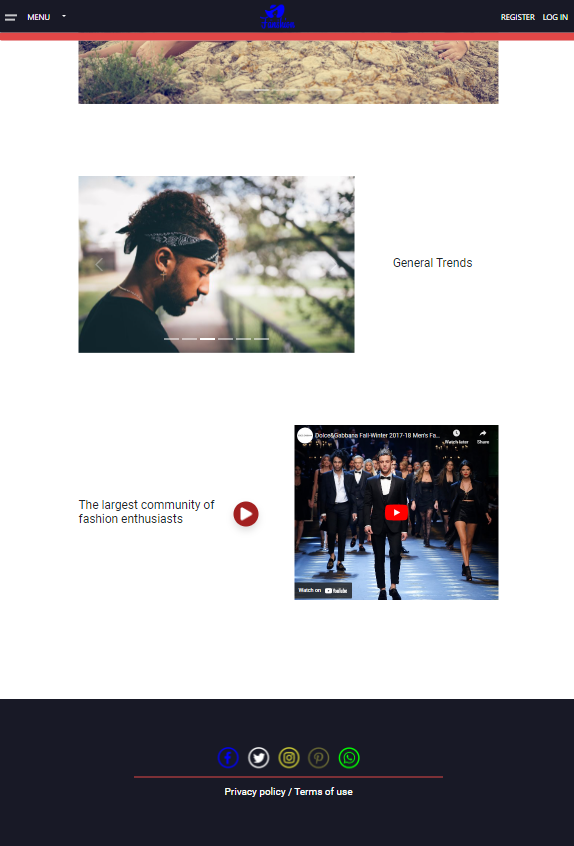 MENU
REGISTER LOG IN
General Trends
Dolce&Gabbana Fall-Winter 2017-18 Men's Fa...
Watch later
Share
The largest community of
fashion enthusiasts
Watch on YouTube
Privacy policy / Terms of use